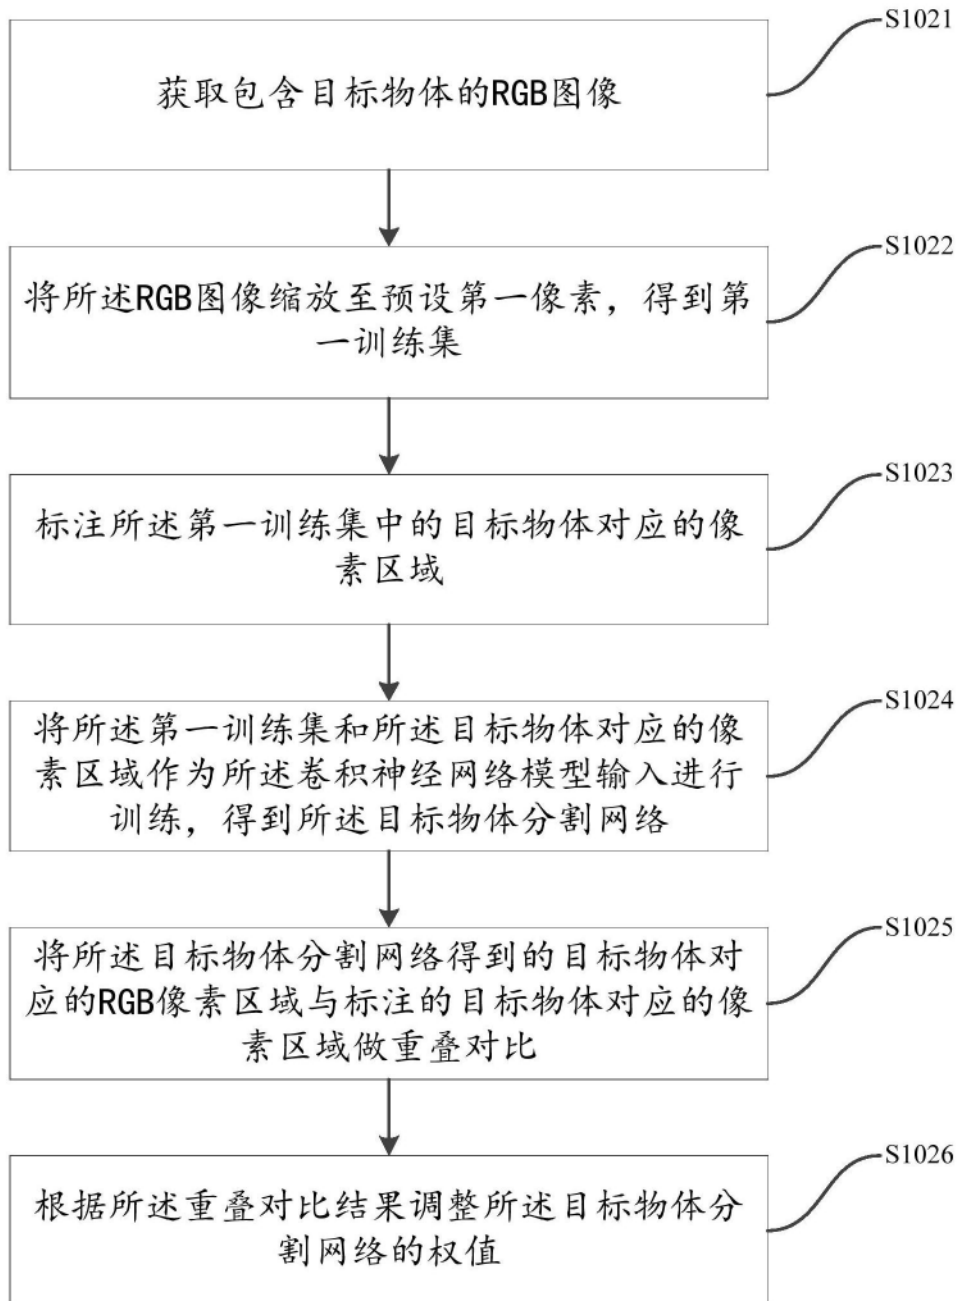 S1021
获取包含目标物体的RGB图像
S1022
将所述RGB图像缩放至预设第一像素，得到第
一训练集
S1023
标注所述第一训练集中的目标物体对应的像
素区域
S1024
将所述第一训练集和所述目标物体对应的像
素区域作为所述卷积神经网络模型输入进行
训练，得到所述目标物体分割网络
S1025
将所述目标物体分割网络得到的目标物体对
应的RGB像素区域与标注的目标物体对应的像
素区域做重叠对比
S1026
根据所述重叠对比结果调整所述目标物体分
割网络的权值